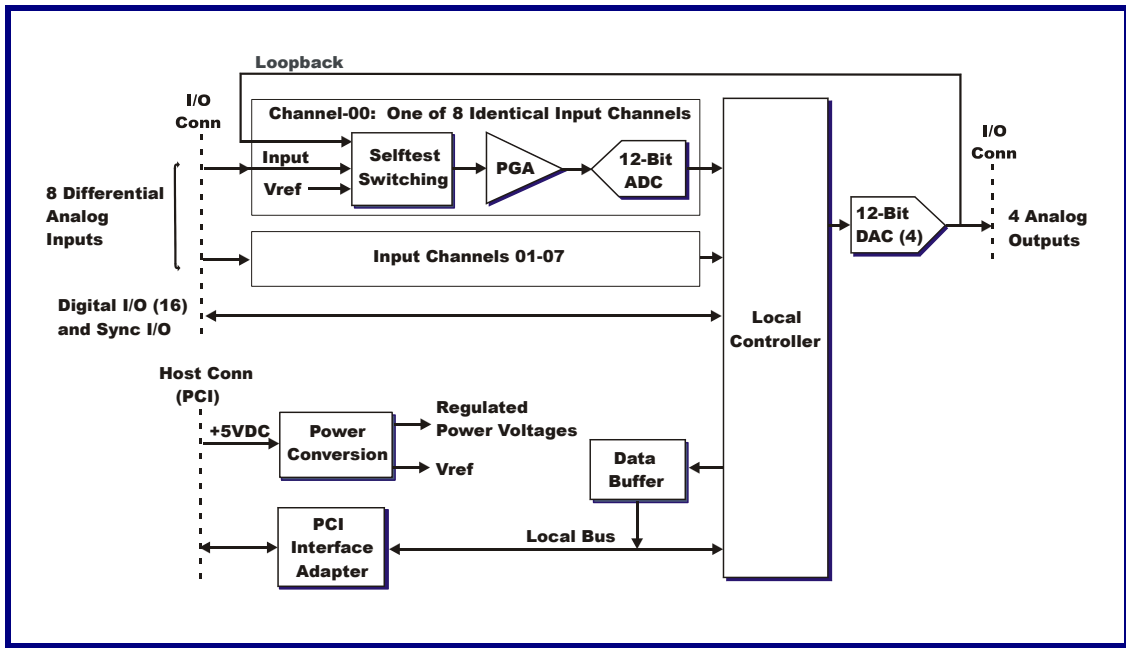 Loopback
I/O
Conn
Channel-00:  One of 8 Identical Input Channels
Input
Vref
Selftest
Switching
PGA
12-Bit
ADC
8 Differential
Analog
Inputs
Input Channels 01-07
Digital I/O (16)
and Sync I/O
Local
Controller
12-Bit
DAC (4)
I/O
Conn
4 Analog
Outputs
Host Conn
(PCI)
+5VDC
Power
Conversion
Regulated
Power Voltages
Vref
Data
Buffer
PCI
Interface
Adapter
Local Bus